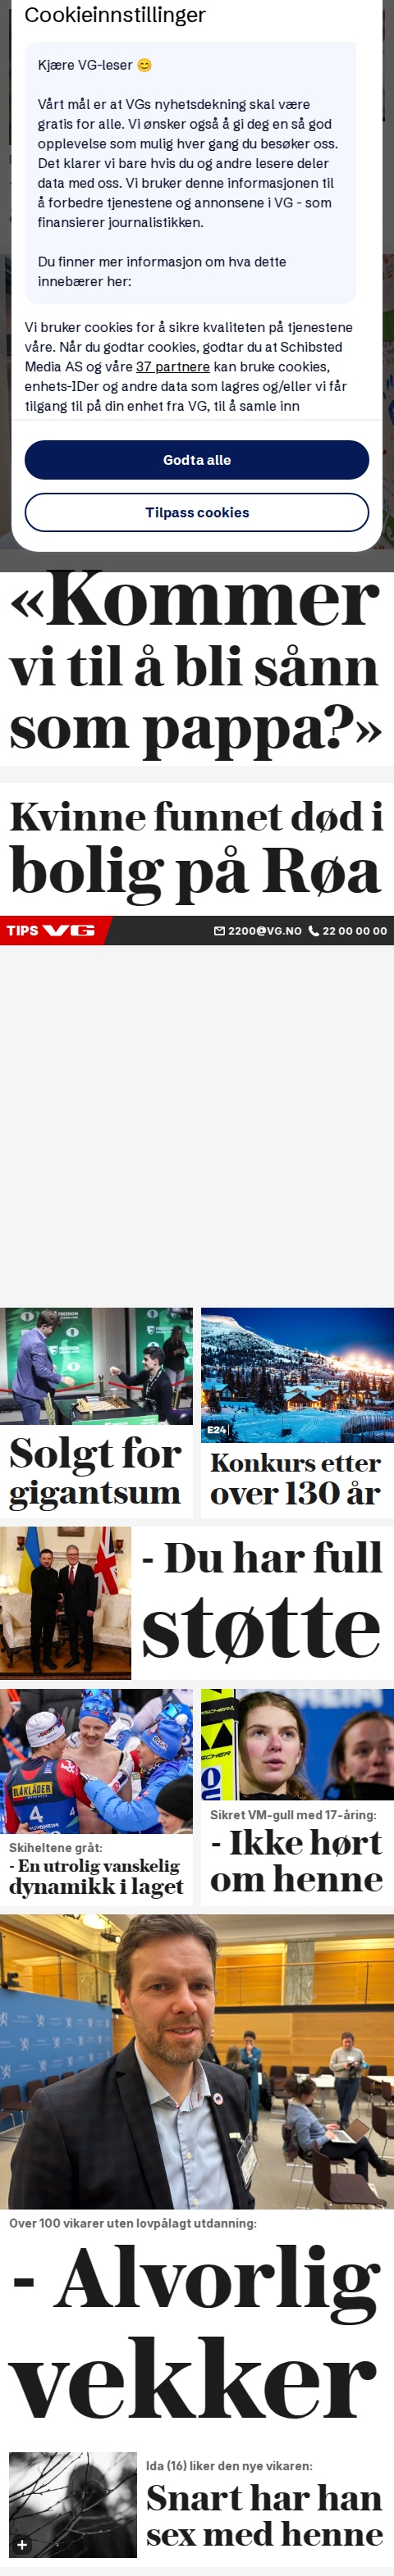 Cookieinnstillinger
Kjære VG-leser 😊
Vårt mål er at VGs nyhetsdekning skal være
gratis for alle. Vi ønsker også å gi deg en så god
opplevelse som mulig hver gang du besøker oss.
Det klarer vi bare hvis du og andre lesere deler
data med oss. Vi bruker denne informasjonen til
å forbedre tjenestene og annonsene i VG - som
finansierer journalistikken.
Du finner mer informasjon om hva dette
innebærer her:
Vi bruker cookies for å sikre kvaliteten på tjenestene
våre. Når du godtar cookies, godtar du at Schibsted
Media AS og våre 37 partnere kan bruke cookies,
enhets-IDer og andre data som lagres og/eller vi får
tilgang til på din enhet fra VG, til å samle inn
Godta alle
Tilpass cookies
«Kommer
vi til å bli sånn
som pappa?»
Kvinne funnet død i
bolig på Røa
TIPS VG 2200@VG.NO 22 00 00 00
Solgt for
gigantsum
E24
Konkurs etter
over 130 år
- Du har full
støtte
Skiheltene gråt:
- En utrolig vanskelig
dynamikk i laget
Sikret VM-gull med 17-åring:
- Ikke hørt
om henne
Over 100 vikarer uten lovpålagt utdanning:
- Alvorlig
vekker
Ida (16) liker den nye vikaren:
Snart har han
sex med henne